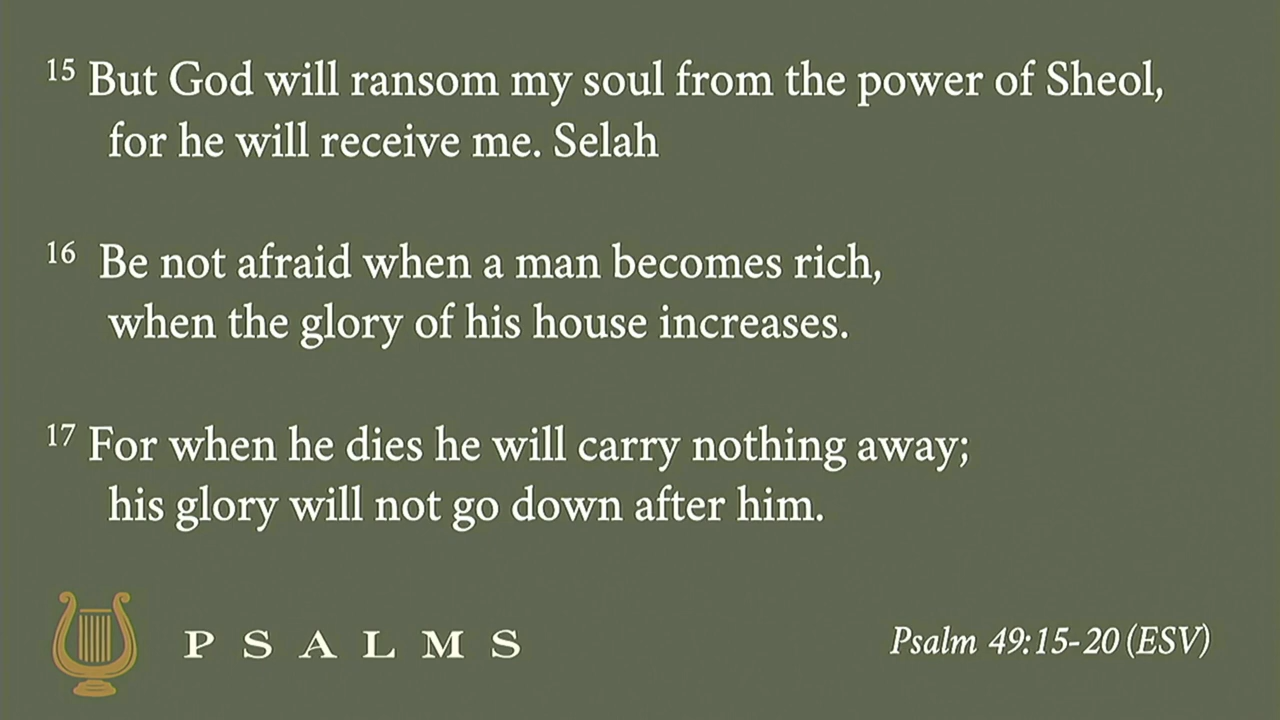 15 But God will ransom my soul from the power of Sheol,
for he will receive me. Selah
16 Be not afraid when a man becomes rich,
when the glory of his house increases.
17 For when he dies he will carry nothing away;
his glory will not go down after him.
PSALMS
Psalm 49:15-20 (ESV)